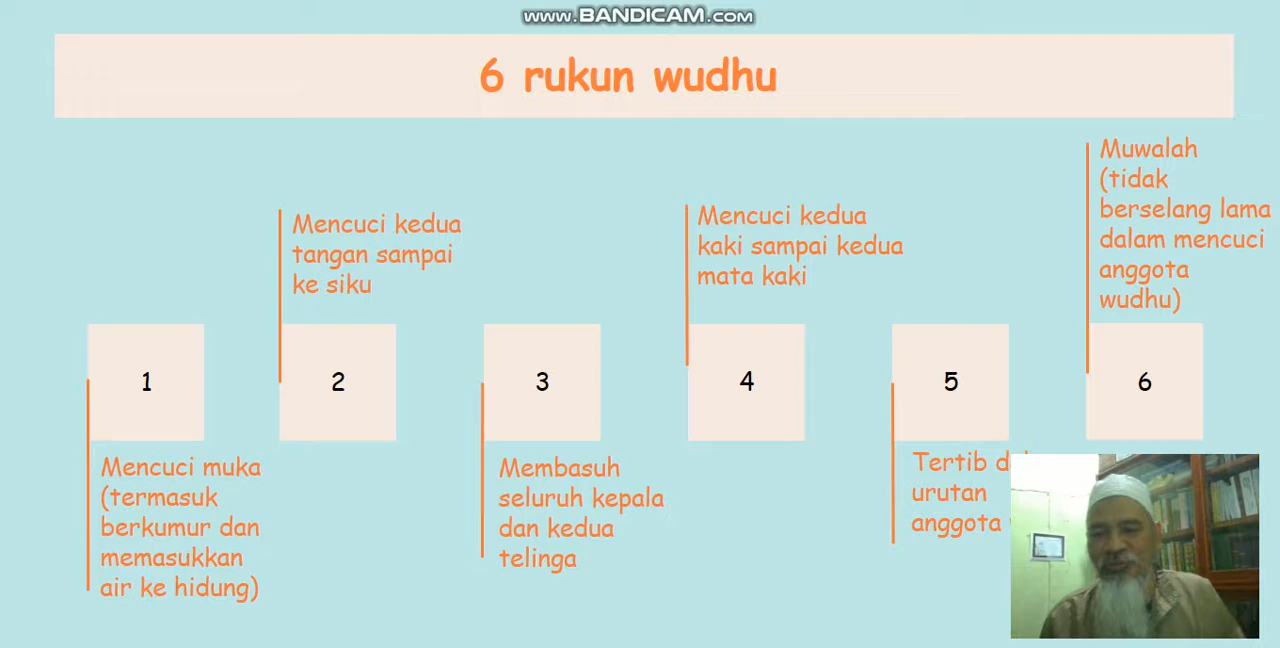 www.BANDICAM.com
6 rukun wudhu
1
Mencuci muka
(termasuk
berkumur dan
memasukkan
air ke hidung)
2
Mencuci kedua
tangan sampai
ke siku
3
Membasuh
seluruh kepala
dan kedua
telinga
4
Mencuci kedua
kaki sampai kedua
mata kaki
5
Tertib
urutan
anggota
6
Muwalah
(tidak
berselang lama
dalam mencuci
anggota
wudhu)